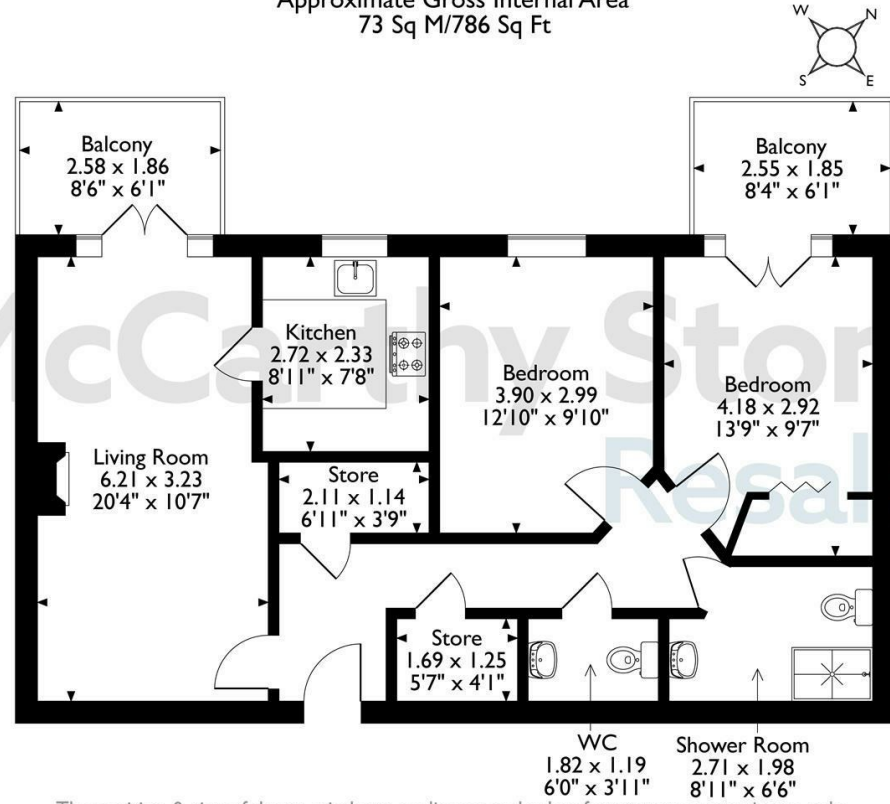 Approximate Gross Internal Area
73 Sq M/786 Sq Ft
W
N
S
E
Balcony
2.58 x 1.86
8'6" x 6'1"
Balcony
2.55 x 1.85
8'4" x 6'1"
McCarthy Stone
Resales
Kitchen
2.72 x 2.33
8'11" x 7'8"
Bedroom
3.90 x 2.99
12'10" x 9'10"
Bedroom
4.18 x 2.92
13'9" x 9'7"
Living Room
6.21 x 3.23
20'4" x 10'7"
Store
2.11 x 1.14
6'11" x 3'9"
Store
1.69 x 1.25
5'7" x 4'1"
WC
1.82 x 1.19
6'0" x 3'11"
Shower Room
2.71 x 1.98
8'11" x 6'6"